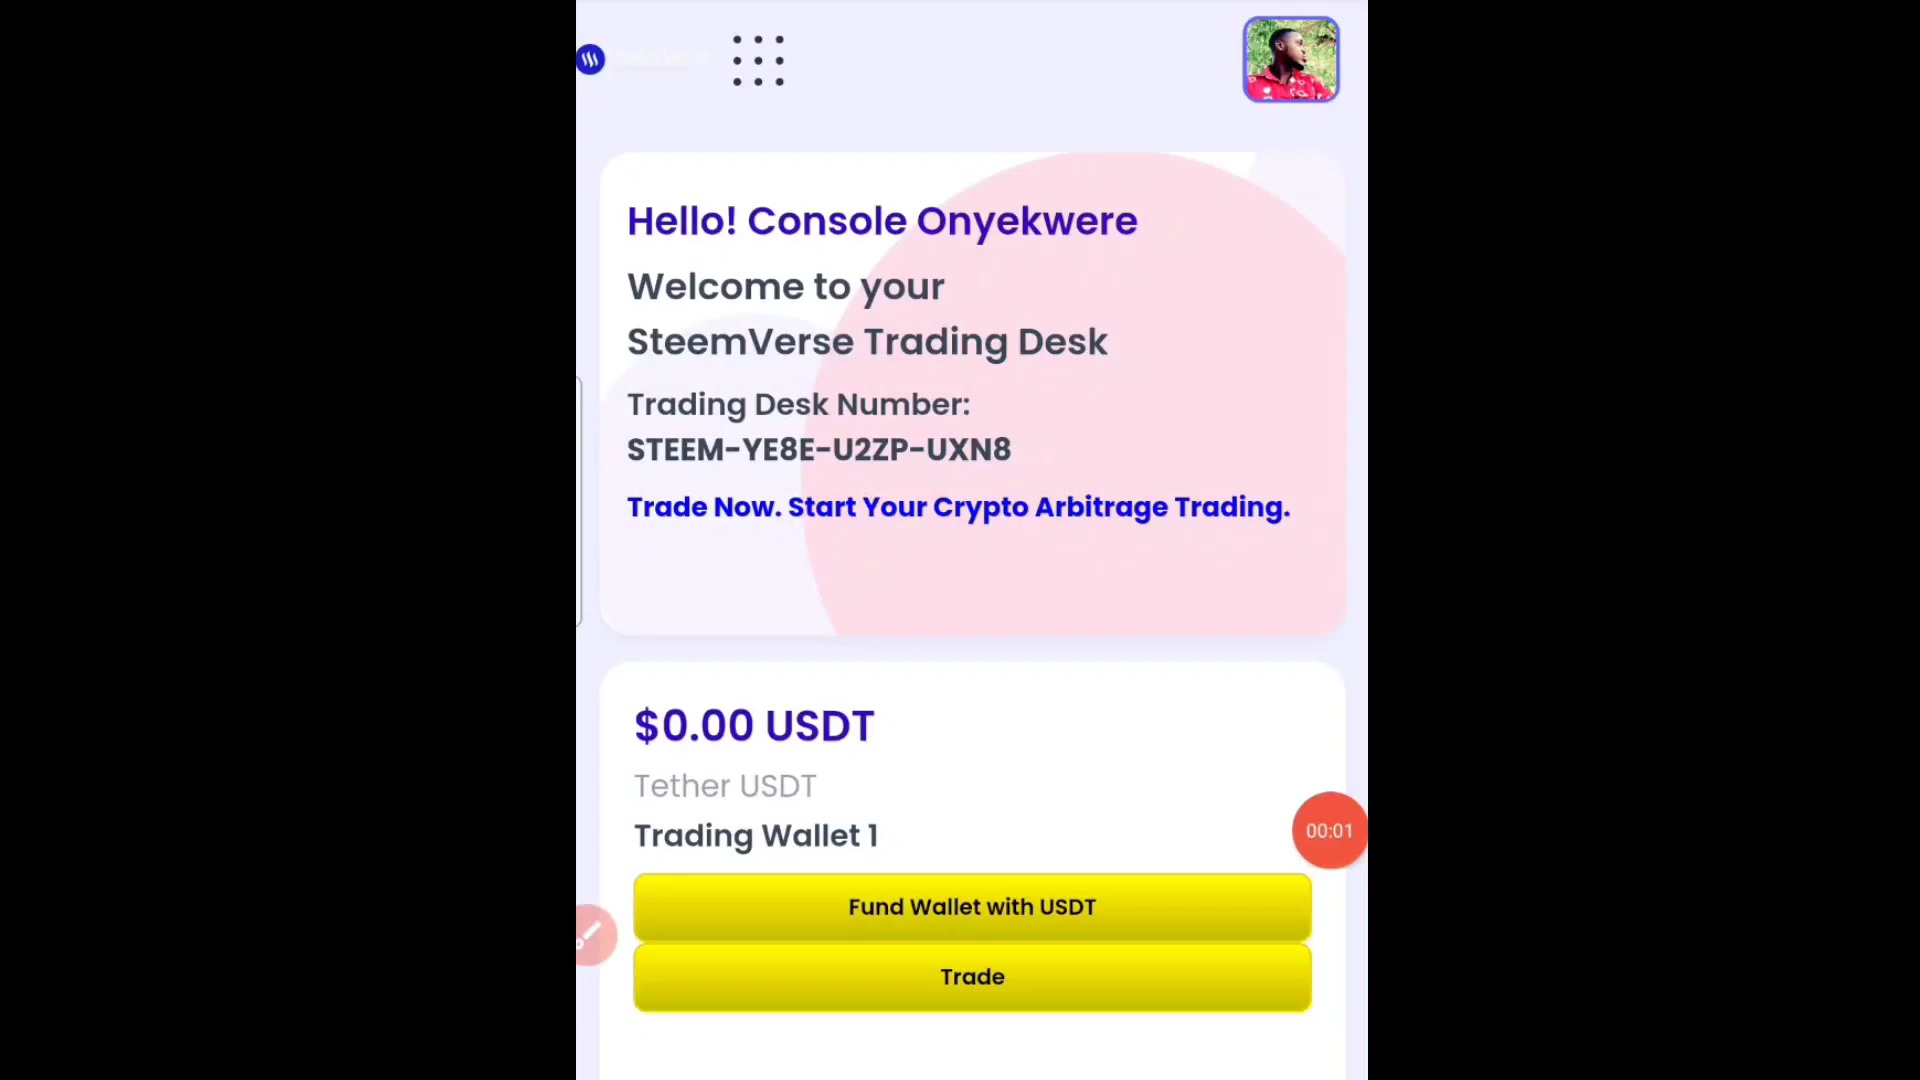 Hello! Console Onyekwere
Welcome to your
SteemVerse Trading Desk
Trading Desk Number:
STEEM-YE8E-U2ZP-UXN8
Trade Now. Start Your Crypto Arbitrage Trading.
$0.00 USDT
Tether USDT
Trading Wallet 1
00:01
Fund Wallet with USDT
Trade